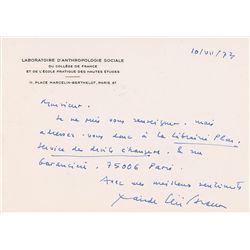 LABORATOIRE D'ANTHROPOLOGIE SOCIALE
DU COLLÈGE DE FRANCE
ET DE L'ÉCOLE PRATIQUE DES HAUTES ÉTUDES
11, PLACE MARCELIN-BERTHELOT, PARIS 5e
10/VII/73
Monsieur,
Je ne puis vous renseigner, mais
adressez-vous donc à la Librairie Plon,
Service des droits étrangers, 8 rue
Garancière, 75006 Paris.
Avec mes meilleurs sentiments
Claude Lévi-Strauss